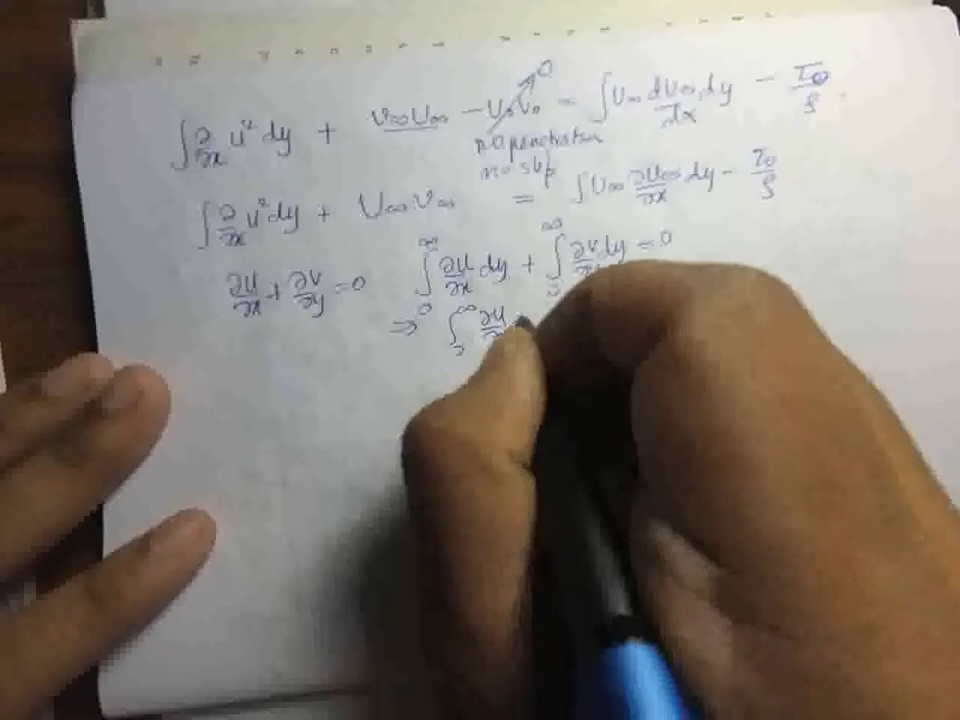 ∫ ∂/∂x u² dy + v∞U∞ − U₀V₀ → 0 = ∫ U∞ dU∞/dx dy − τ₀/ρ
no penetration
no slip
∫ ∂/∂x u² dy + U∞V∞ = ∫ U∞ ∂U∞/∂x dy − τ₀/ρ
∂u/∂x + ∂v/∂y = 0 ∫₀^∞ ∂u/∂x dy + ∫₀^∞ ∂v dy = 0
⇒ ∫₀^∞ ∂u